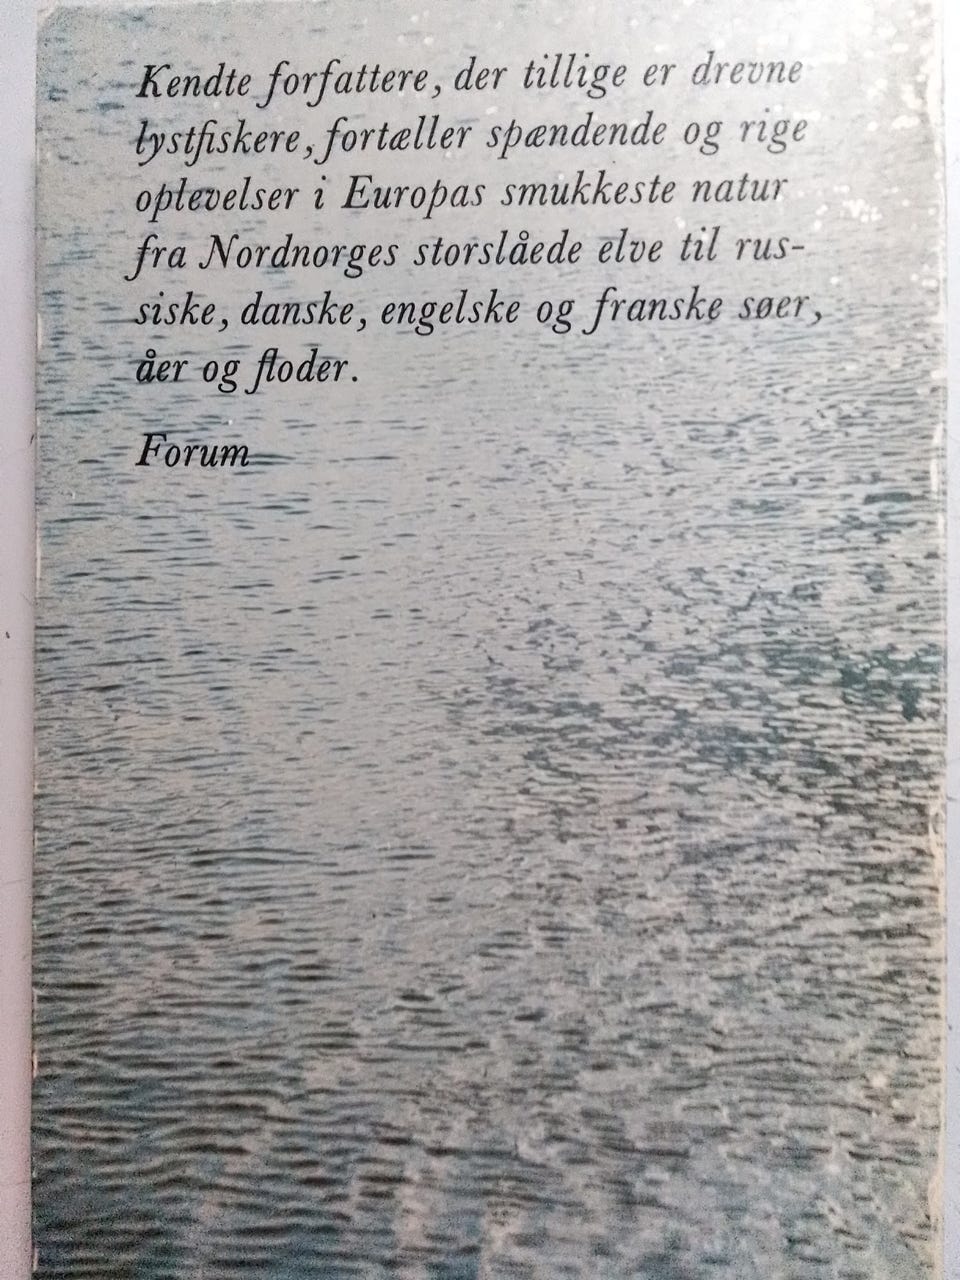 Kendte forfattere, der tillige er drevne
lystfiskere, fortæller spændende og rige
oplevelser i Europas smukkeste natur
fra Nordnorges storslåede elve til rus-
siske, danske, engelske og franske søer,
åer og floder.
Forum